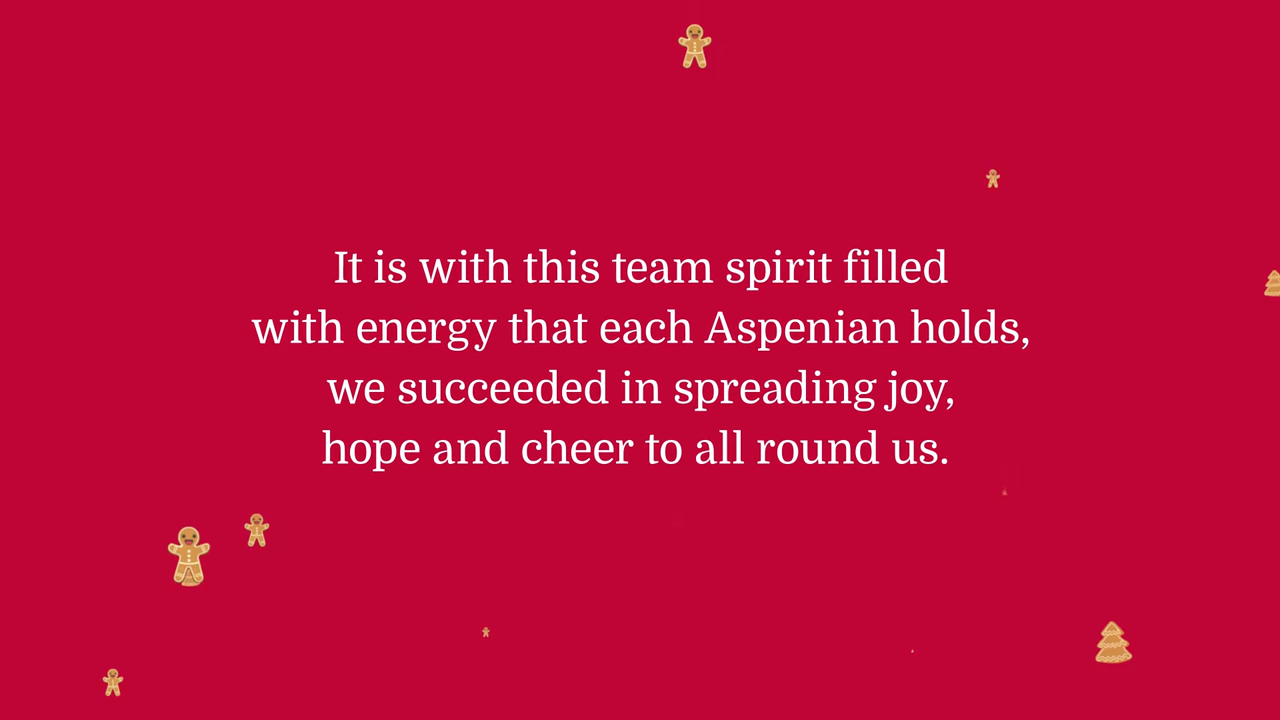 It is with this team spirit filled
with energy that each Aspenian holds,
we succeeded in spreading joy,
hope and cheer to all round us.